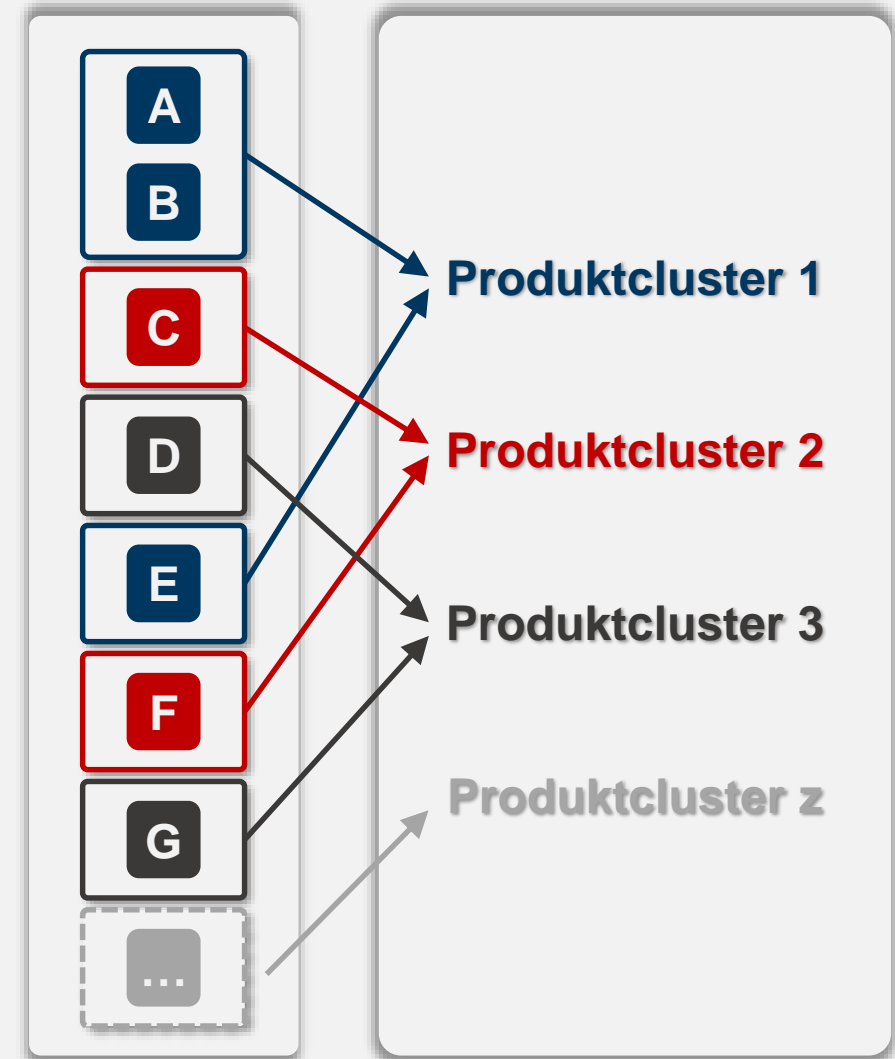 A
B
C
D
E
F
G
...
Produktcluster 1
Produktcluster 2
Produktcluster 3
Produktcluster z